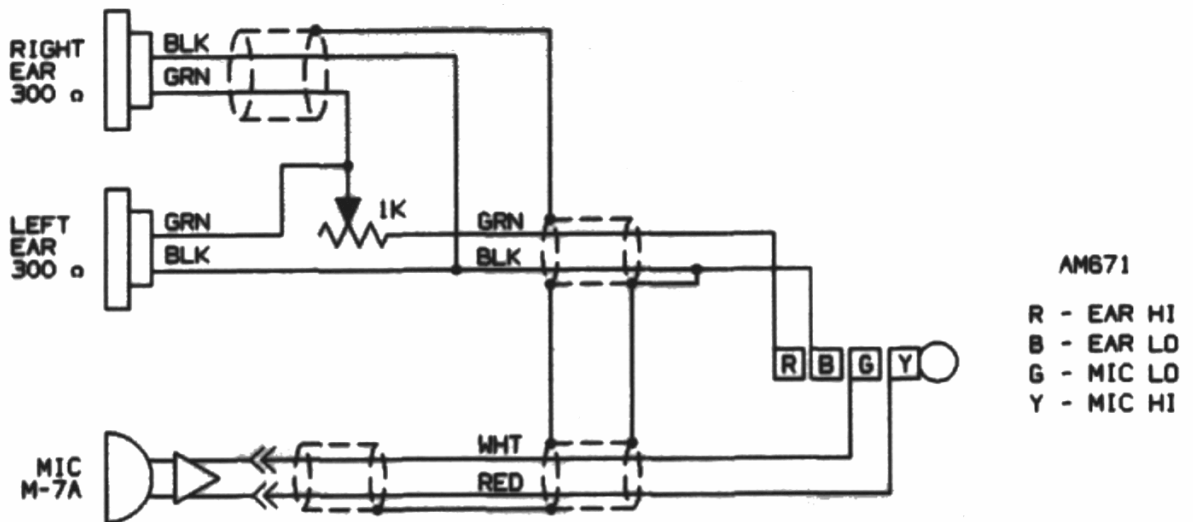 RIGHT
EAR
300 Ω
BLK
GRN
LEFT
EAR
300 Ω
GRN
BLK
1K
GRN
BLK
AM671
R - EAR HI
B - EAR LO
G - MIC LO
Y - MIC HI
R B G Y
MIC
M-7A
WHT
RED